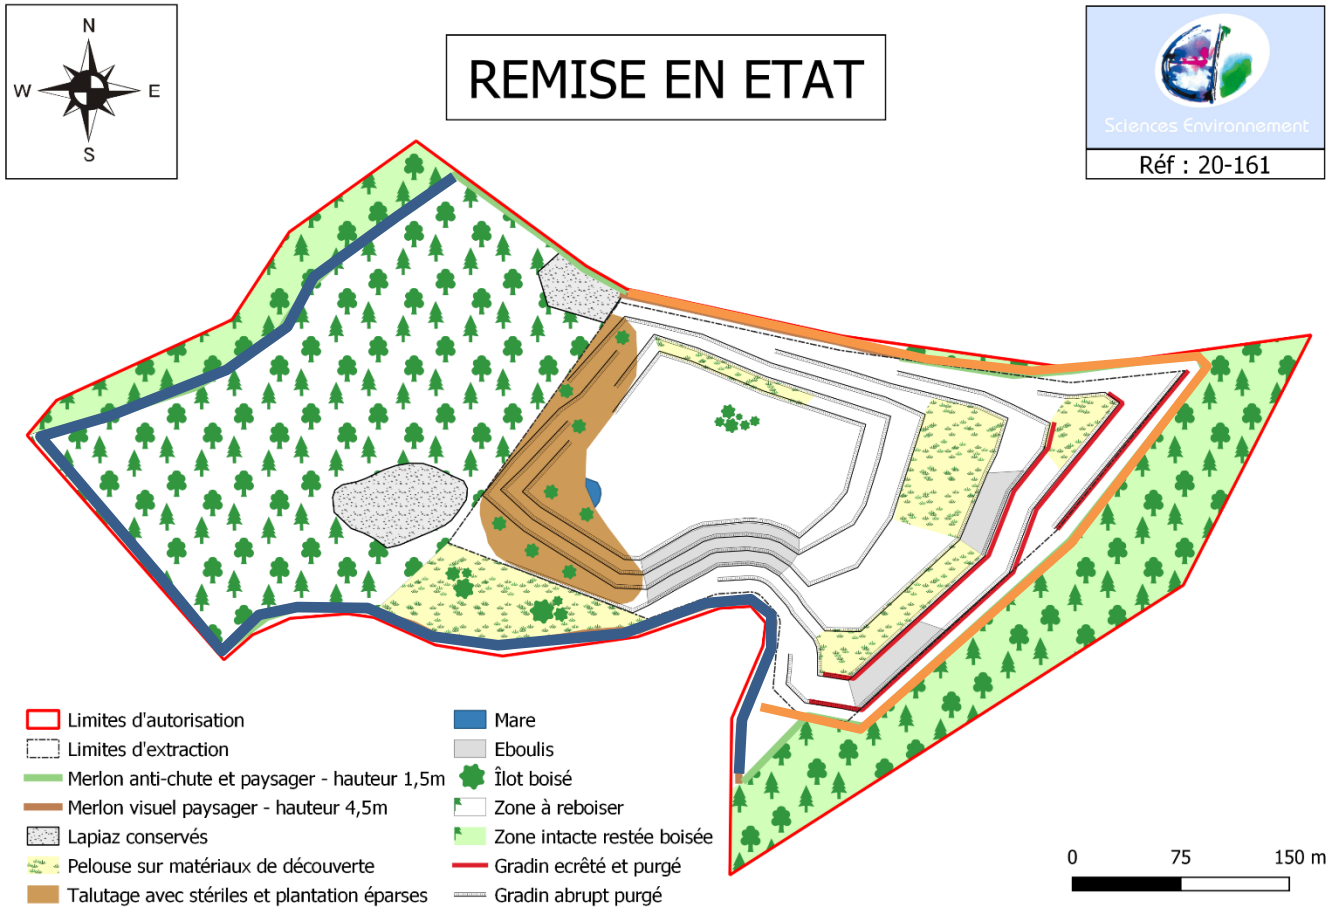 N
W E
S
REMISE EN ETAT
Sciences Environnement
Réf : 20-161
Limites d'autorisation
Limites d'extraction
Merlon anti-chute et paysager - hauteur 1,5m
Merlon visuel paysager - hauteur 4,5m
Lapiaz conservés
Pelouse sur matériaux de découverte
Talutage avec stériles et plantation éparses
Mare
Eboulis
Îlot boisé
Zone à reboiser
Zone intacte restée boisée
Gradin ecrêté et purgé
Gradin abrupt purgé
0 75 150 m